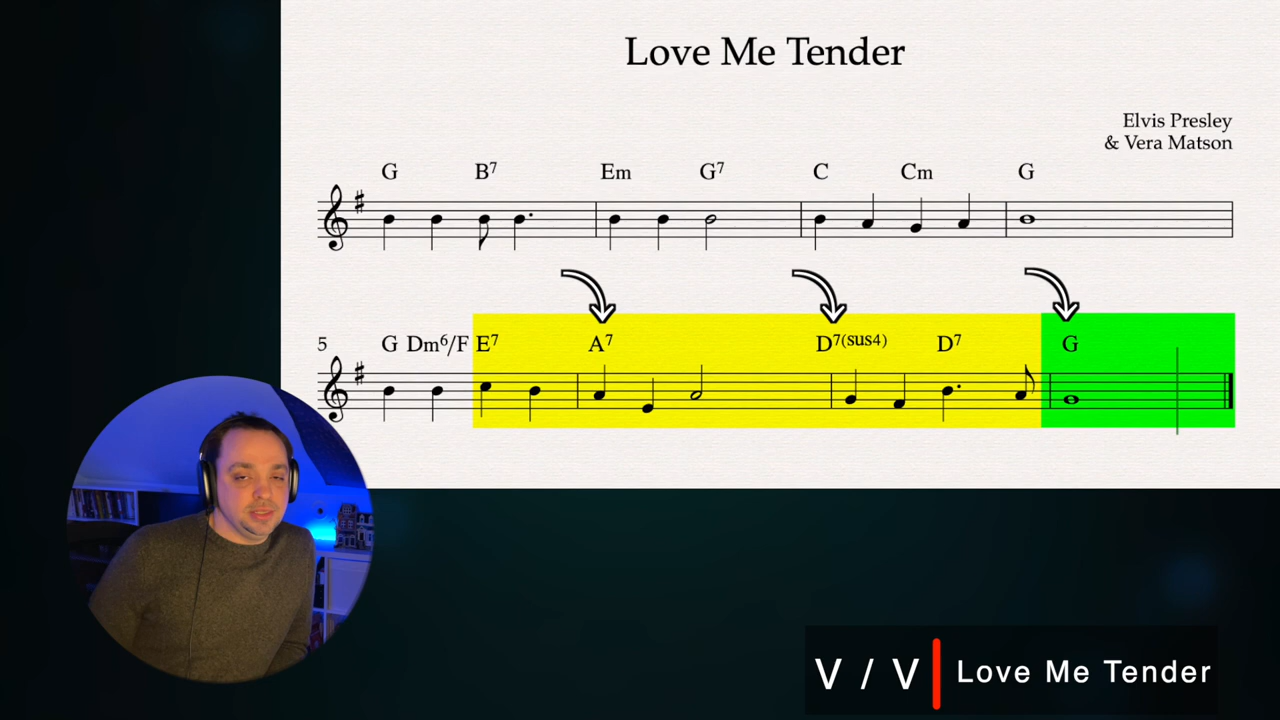 Love Me Tender
Elvis Presley
& Vera Matson
G B7 Em G7 C Cm G
5 G Dm6/F E7 A7 D7(sus4) D7 G
V / V Love Me Tender